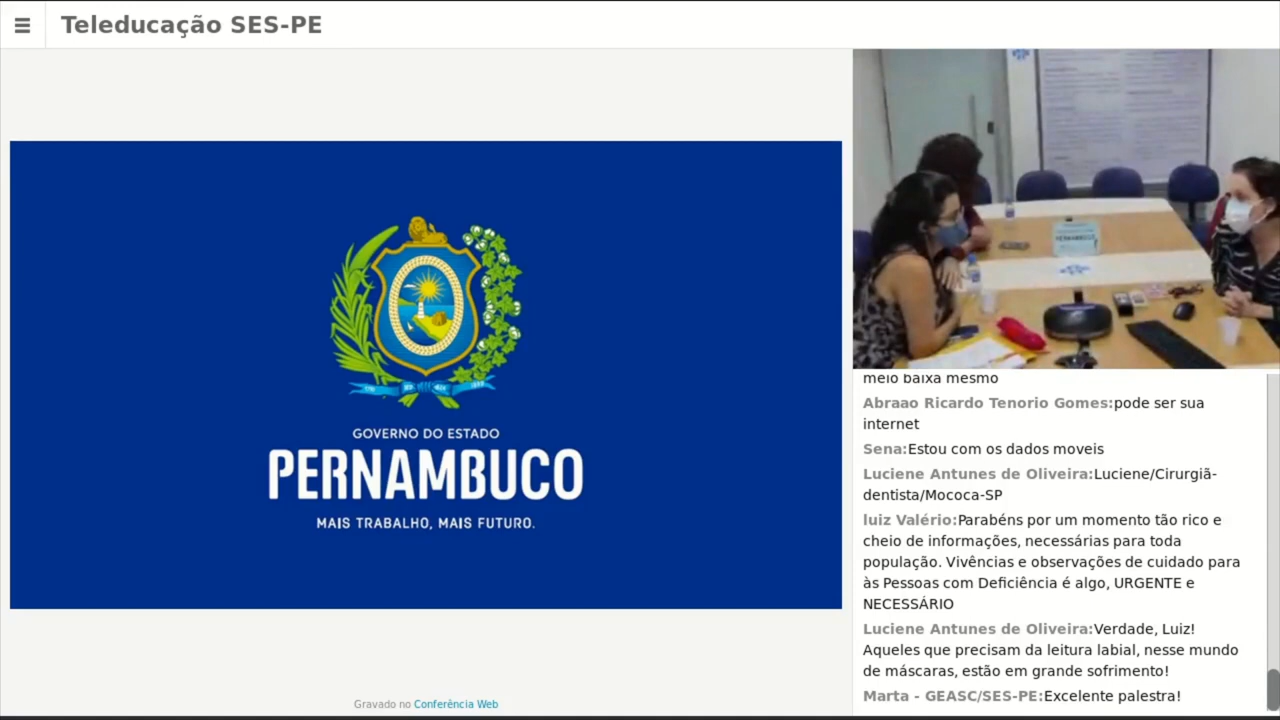 Teleducação SES-PE
GOVERNO DO ESTADO
PERNAMBUCO
MAIS TRABALHO, MAIS FUTURO.
Gravado no Conferência Web
PERNAMBUCO
meio baixa mesmo
Abraao Ricardo Tenorio Gomes:pode ser sua
internet
Sena:Estou com os dados moveis
Luciene Antunes de Oliveira:Luciene/Cirurgiã-
dentista/Mococa-SP
luiz Valério:Parabéns por um momento tão rico e
cheio de informações, necessárias para toda
população. Vivências e observações de cuidado para
às Pessoas com Deficiência é algo, URGENTE e
NECESSÁRIO
Luciene Antunes de Oliveira:Verdade, Luiz!
Aqueles que precisam da leitura labial, nesse mundo
de máscaras, estão em grande sofrimento!
Marta - GEASC/SES-PE:Excelente palestra!